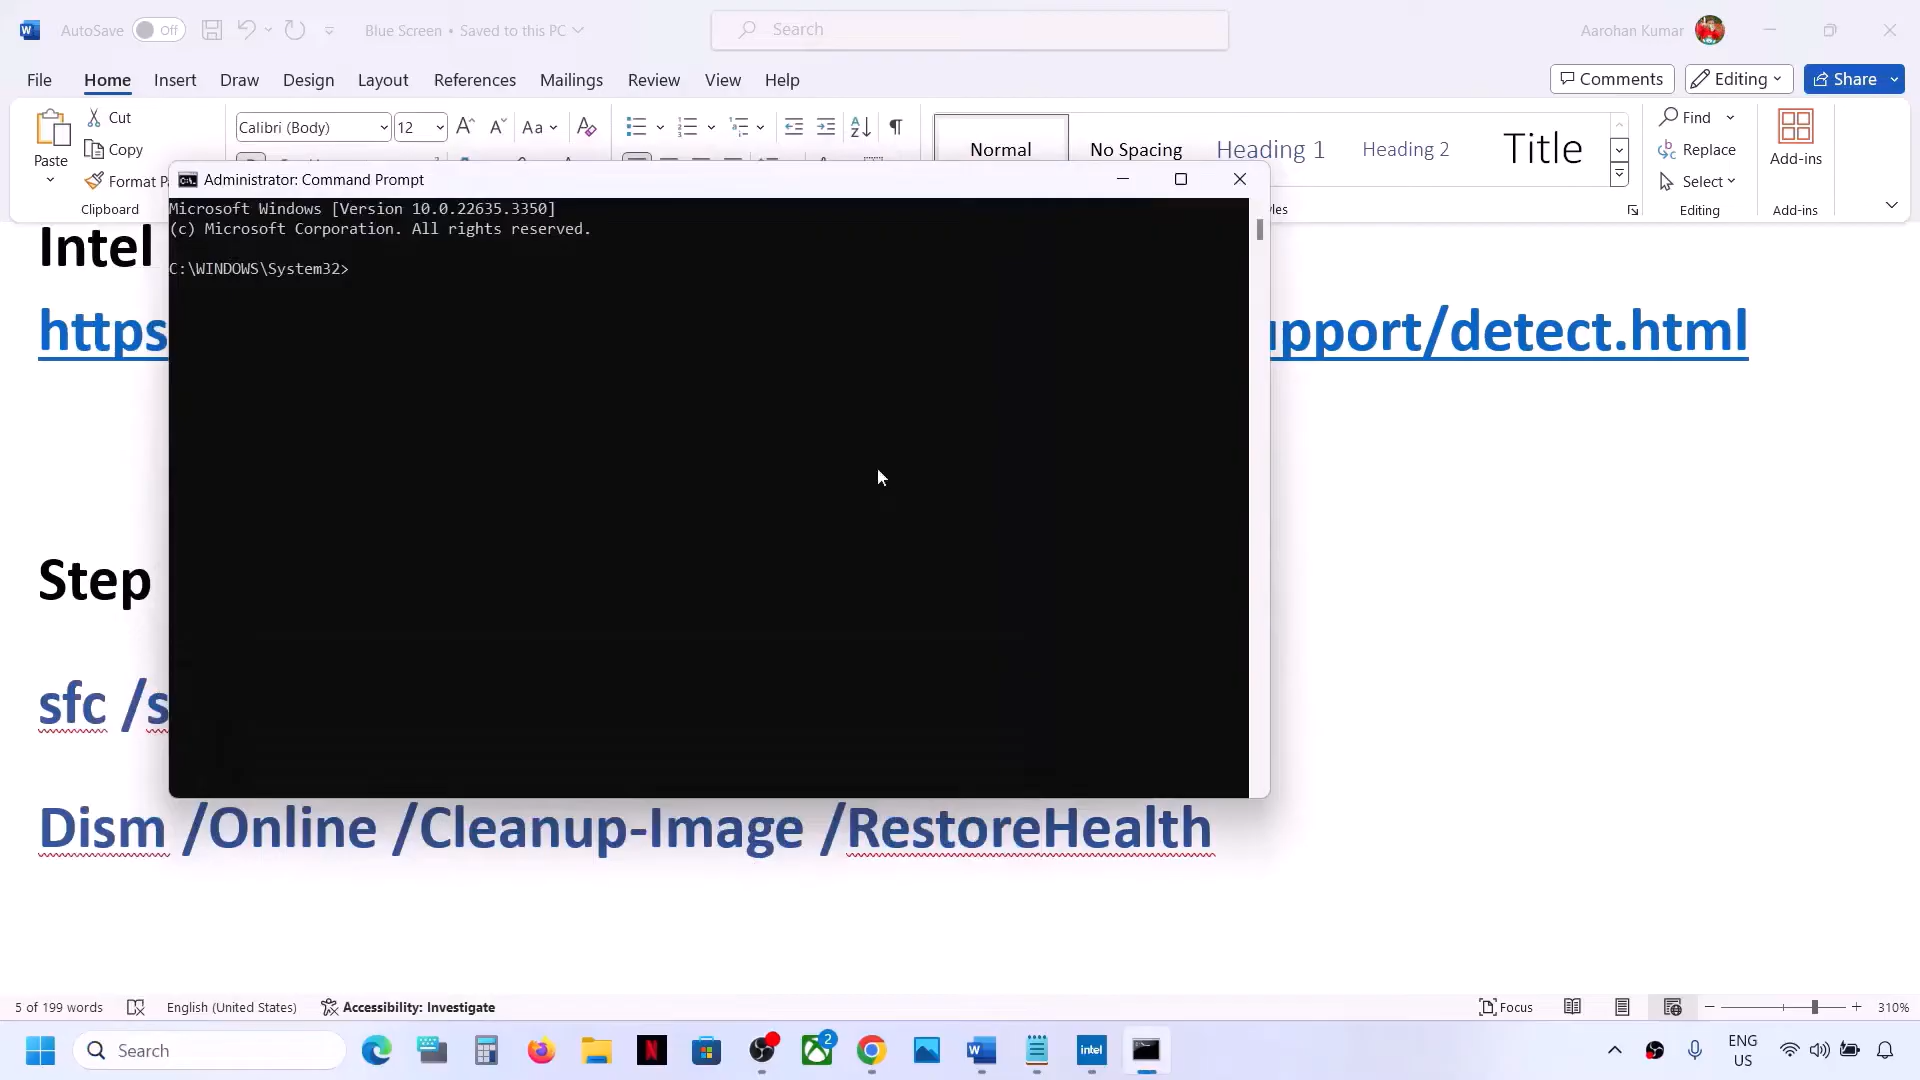 AutoSave Off Blue Screen • Saved to this PC Search Aarohan Kumar
File Home Insert Draw Design Layout References Mailings Review View Help Comments Editing Share
Paste Cut Copy Format
Clipboard
Calibri (Body) 12 Aa
Normal No Spacing Heading 1 Heading 2 Title
Find Replace Select
Editing
Add-ins
Add-ins
Administrator: Command Prompt
Microsoft Windows [Version 10.0.22635.3350]
(c) Microsoft Corporation. All rights reserved.
C:\WINDOWS\System32>
Intel
https upport/detect.html
Step
sfc /s
Dism /Online /Cleanup-Image /RestoreHealth
5 of 199 words English (United States) Accessibility: Investigate Focus 310%
Search 2 intel ENG
US